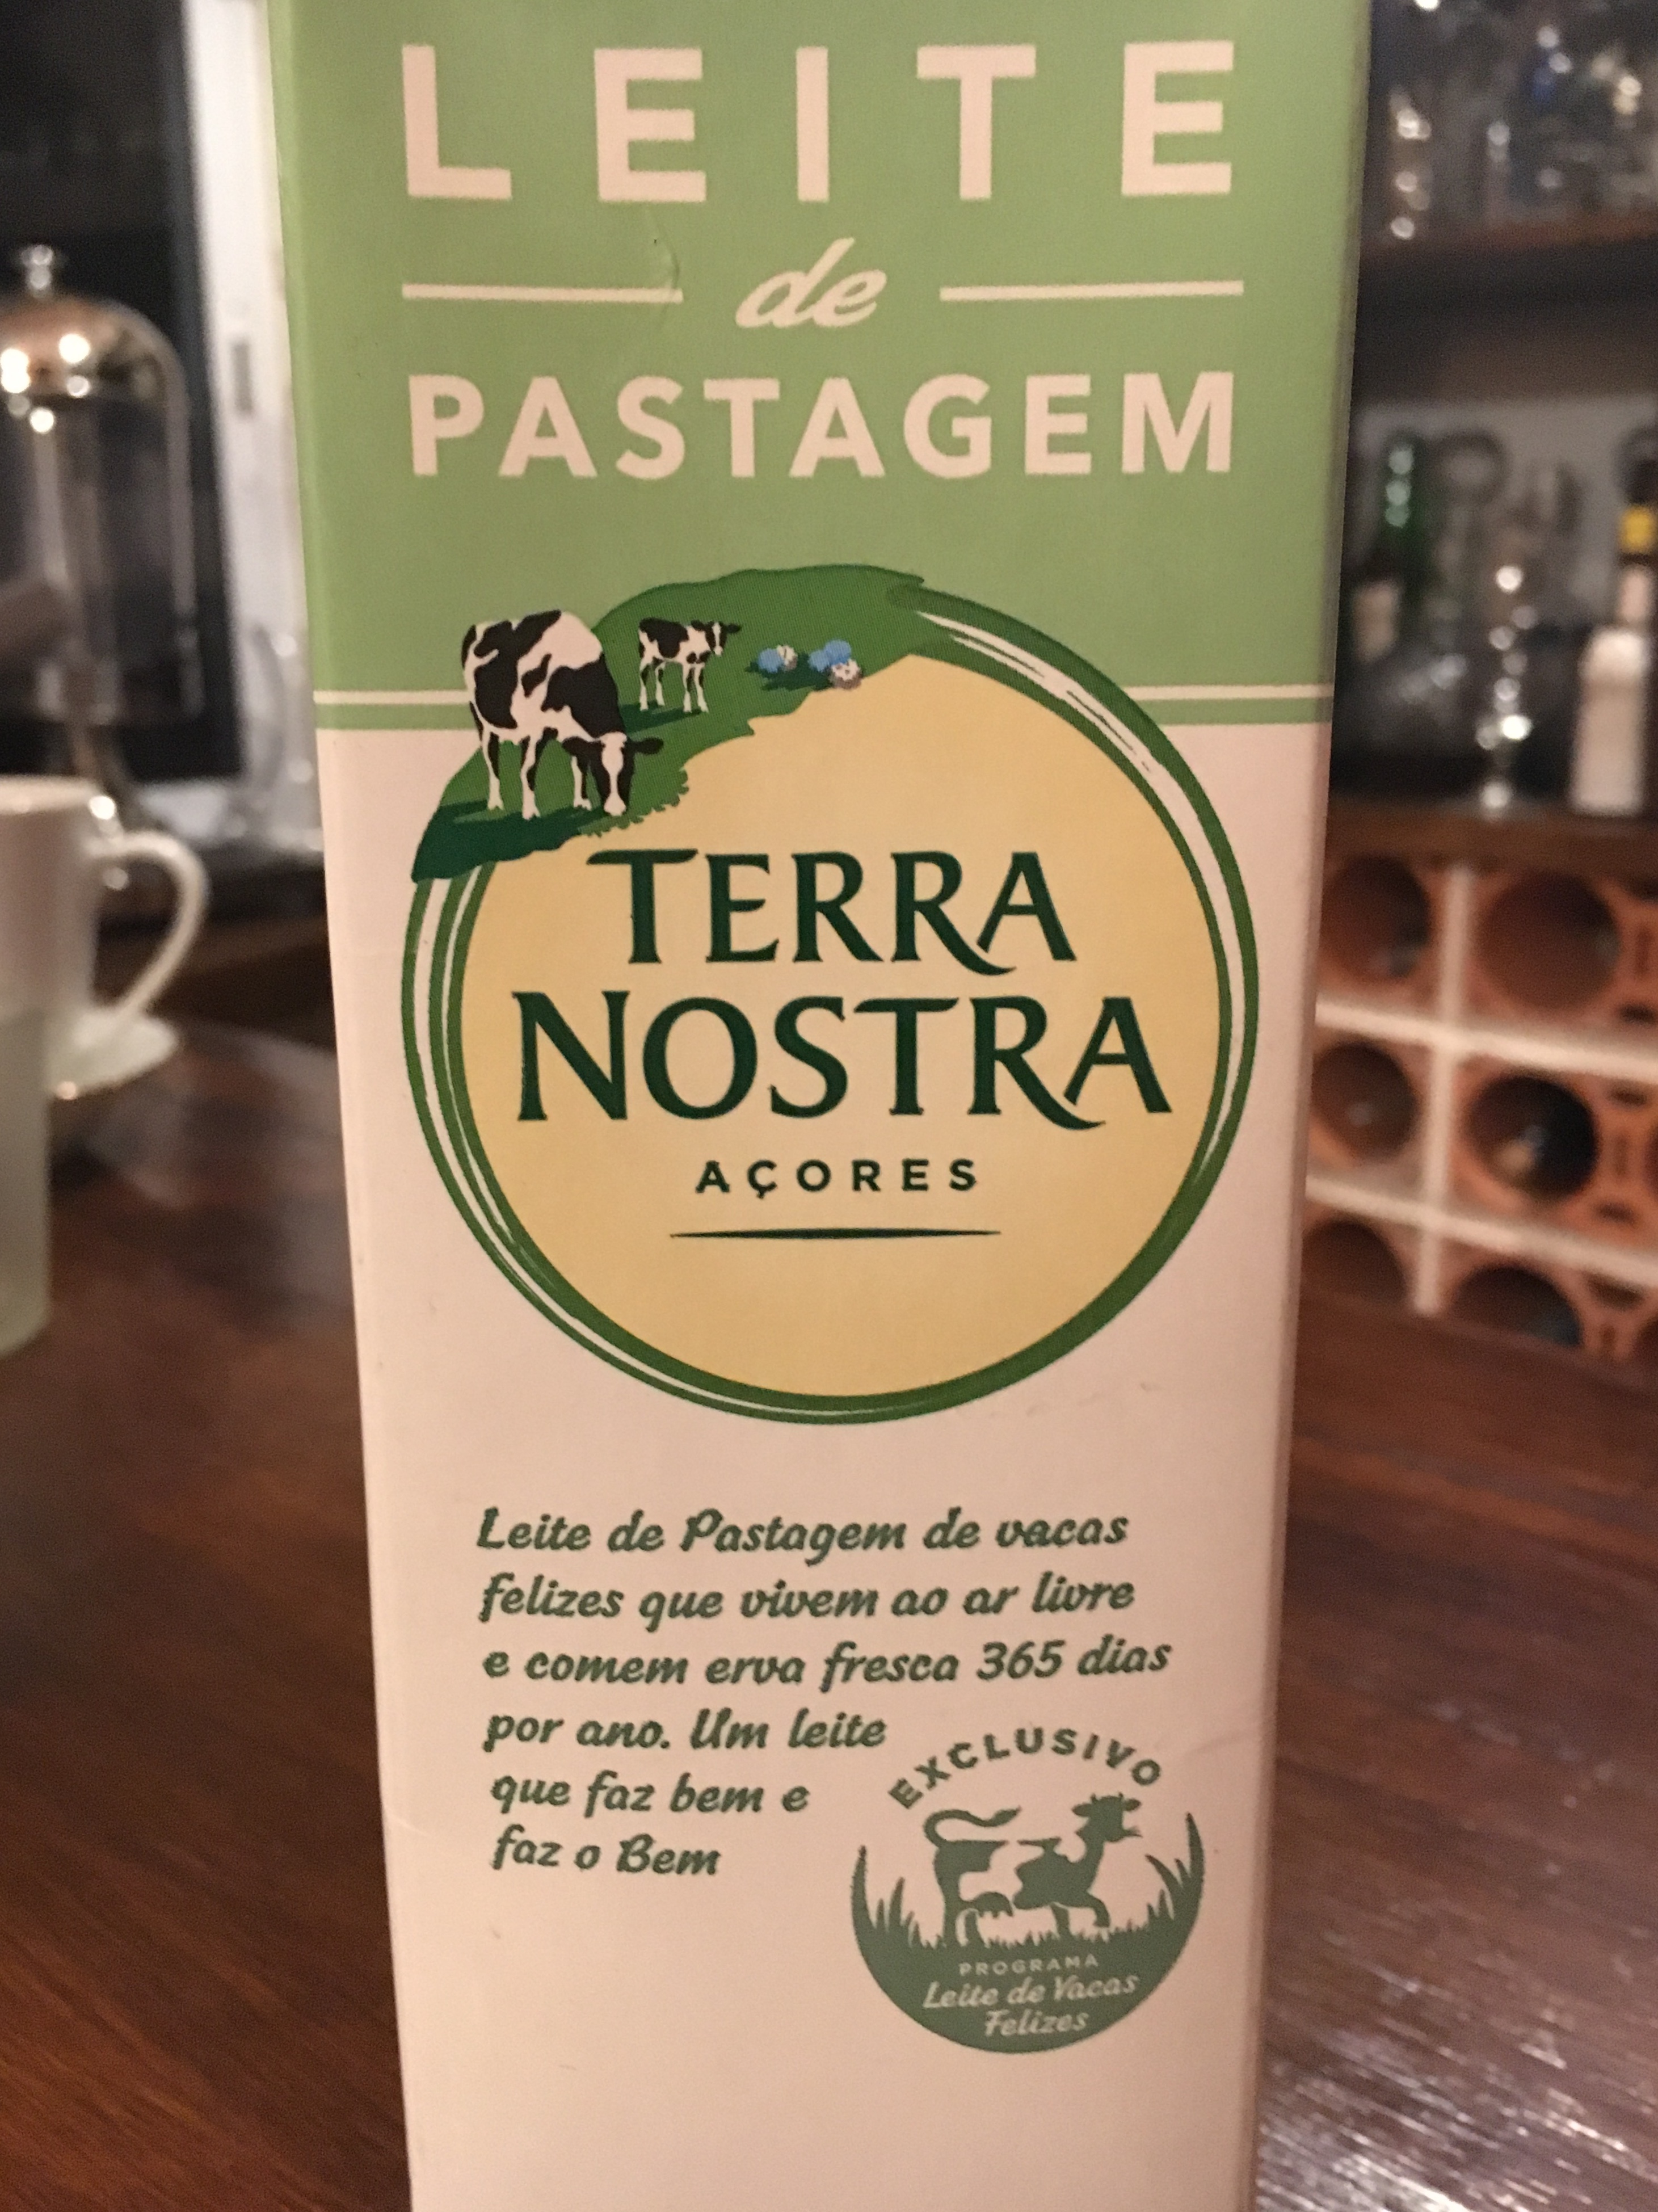 LEITE
de
PASTAGEM
TERRA
NOSTRA
AÇORES
Leite de Pastagem de vacas
felizes que vivem ao ar livre
e comem erva fresca 365 dias
por ano. Um leite
que faz bem e
faz o Bem
EXCLUSIVO
PROGRAMA
Leite de Vacas
Felizes